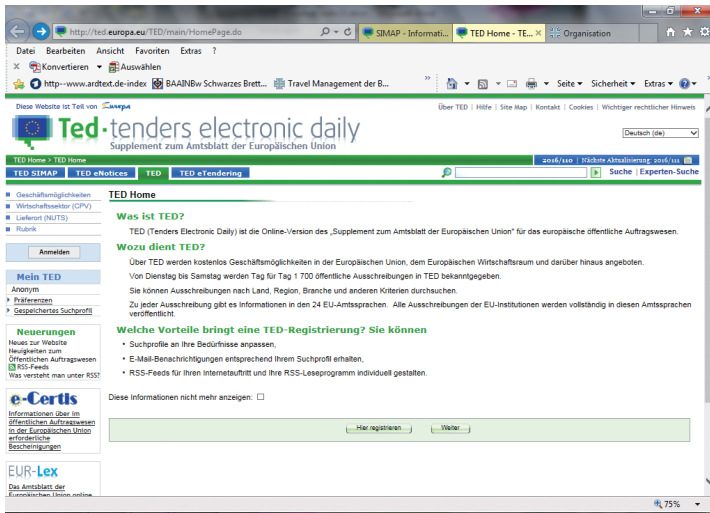 http://ted.europa.eu/TED/main/HomePage.do
SIMAP - Informati...
TED Home - TE...
Organisation
Datei Bearbeiten Ansicht Favoriten Extras ?
Konvertieren Auswählen
http--www.ardtext.de-index BAAINBw Schwarzes Brett... Travel Management der B...
Seite Sicherheit Extras
Diese Website ist Teil von Europa
Über TED | Hilfe | Site Map | Kontakt | Cookies | Wichtiger rechtlicher Hinweis
Ted tenders electronic daily
Supplement zum Amtsblatt der Europäischen Union
Deutsch (de)
TED Home > TED Home
2016/110 | Nächste Aktualisierung: 2016/111
TED SIMAP TED eNotices TED TED eTendering
Suche | Experten-Suche
Geschäftsmöglichkeiten
Wirtschaftssektor (CPV)
Lieferort (NUTS)
Rubrik
Anmelden
Mein TED
Anonym
Präferenzen
Gespeichertes Suchprofil
Neuerungen
Neues zur Website
Neuigkeiten zum
Öffentlichen Auftragswesen
RSS-Feeds
Was versteht man unter RSS?
e-Certis
Informationen über im
öffentlichen Auftragswesen
in der Europäischen Union
erforderliche
Bescheinigungen
EUR-Lex
Das Amtsblatt der
Europäischen Union online
TED Home
Was ist TED?
TED (Tenders Electronic Daily) ist die Online-Version des „Supplement zum Amtsblatt der Europäischen Union" für das europäische öffentliche Auftragswesen.
Wozu dient TED?
Über TED werden kostenlos Geschäftsmöglichkeiten in der Europäischen Union, dem Europäischen Wirtschaftsraum und darüber hinaus angeboten.
Von Dienstag bis Samstag werden Tag für Tag 1 700 öffentliche Ausschreibungen in TED bekanntgegeben.
Sie können Ausschreibungen nach Land, Region, Branche und anderen Kriterien durchsuchen.
Zu jeder Ausschreibung gibt es Informationen in den 24 EU-Amtssprachen. Alle Ausschreibungen der EU-Institutionen werden vollständig in diesen Amtssprachen
veröffentlicht.
Welche Vorteile bringt eine TED-Registrierung? Sie können
• Suchprofile an Ihre Bedürfnisse anpassen,
• E-Mail-Benachrichtigungen entsprechend Ihrem Suchprofil erhalten,
• RSS-Feeds für Ihren Internetauftritt und Ihre RSS-Leseprogramm individuell gestalten.
Diese Informationen nicht mehr anzeigen:
Hier registrieren Weiter
75%